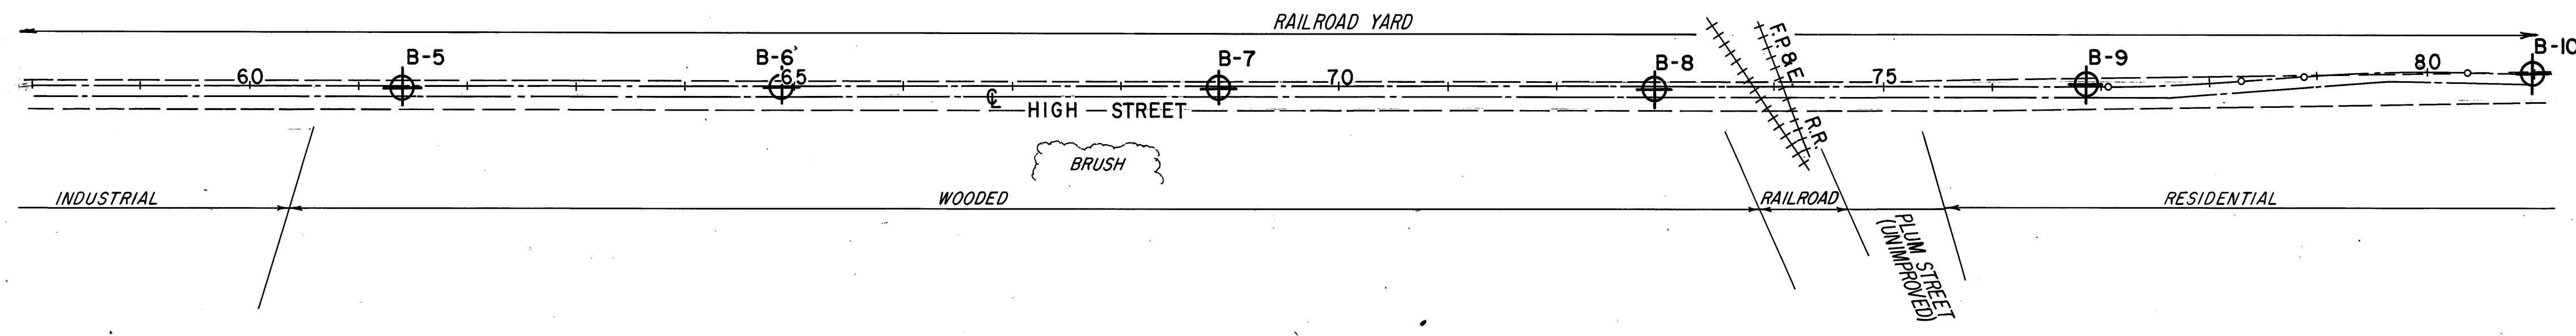 RAILROAD YARD
B-5
B-6
B-7
B-8
B-9
B-10
60
65
70
75
80
F.P. & E. R.R.
℄ HIGH STREET
BRUSH
INDUSTRIAL
WOODED
RAILROAD
RESIDENTIAL
PLUM STREET
(UNIMPROVED)